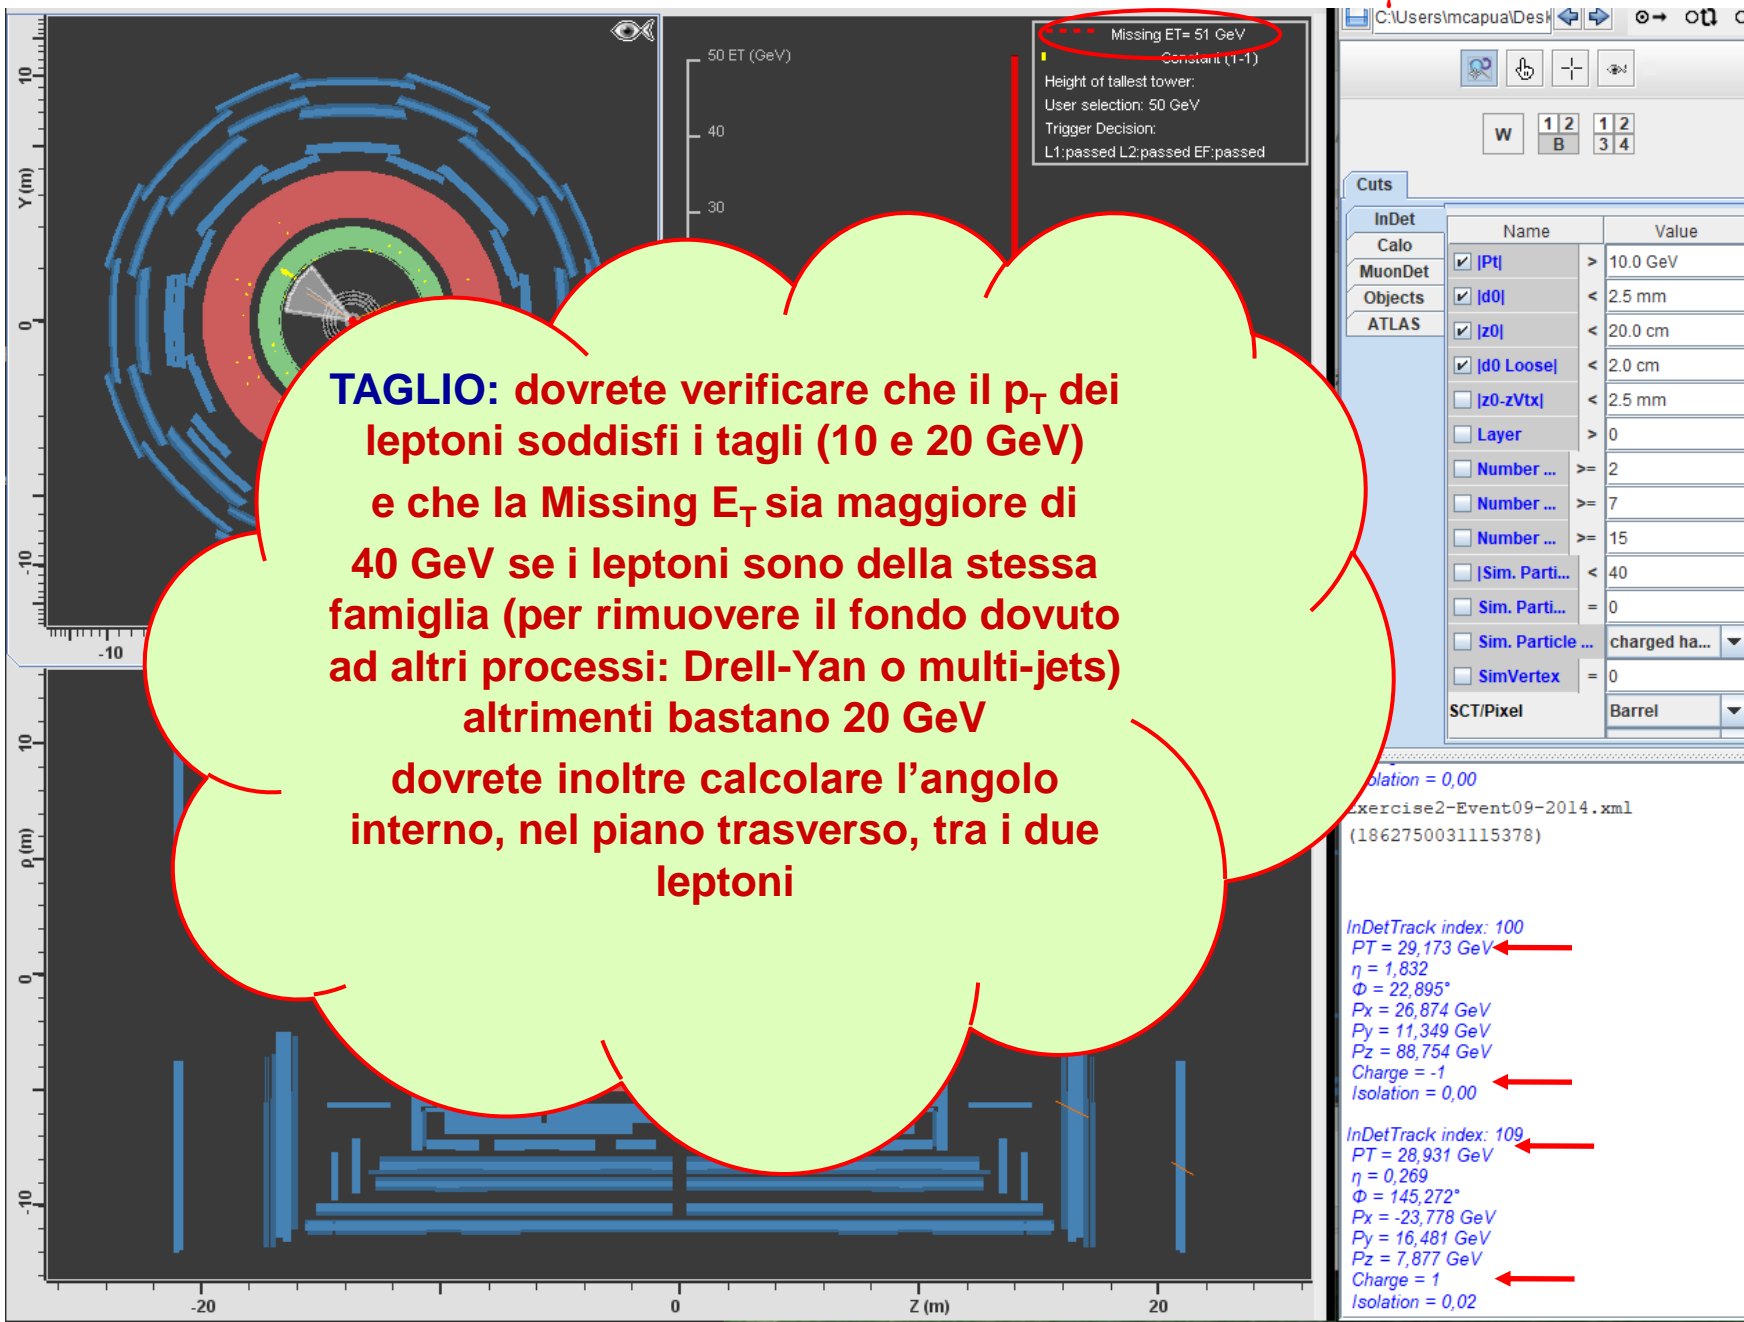 C:\Users\mcapua\Desk
Missing ET= 51 GeV
Constant (1-1)
Height of tallest tower:
User selection: 50 GeV
Trigger Decision:
L1:passed L2:passed EF:passed
50 ET (GeV)
40
30
10
Y (m)
0
-10
-10
TAGLIO: dovrete verificare che il pT dei
leptoni soddisfi i tagli (10 e 20 GeV)
e che la Missing ET sia maggiore di
40 GeV se i leptoni sono della stessa
famiglia (per rimuovere il fondo dovuto
ad altri processi: Drell-Yan o multi-jets)
altrimenti bastano 20 GeV
dovrete inoltre calcolare l'angolo
interno, nel piano trasverso, tra i due
leptoni
10
ρ (m)
0
-10
-20
0
Z (m)
20
W
1 2
B
1 2
3 4
Cuts
InDet
Calo
MuonDet
Objects
ATLAS
Name Value
|Pt| > 10.0 GeV
|d0| < 2.5 mm
|z0| < 20.0 cm
|d0 Loose| < 2.0 cm
|z0-zVtx| < 2.5 mm
Layer > 0
Number ... >= 2
Number ... >= 7
Number ... >= 15
|Sim. Parti... < 40
Sim. Parti... = 0
Sim. Particle ... charged ha...
SimVertex = 0
SCT/Pixel Barrel
olation = 0,00
Exercise2-Event09-2014.xml
(1862750031115378)
InDetTrack index: 100
PT = 29,173 GeV
η = 1,832
Φ = 22,895°
Px = 26,874 GeV
Py = 11,349 GeV
Pz = 88,754 GeV
Charge = -1
Isolation = 0,00
InDetTrack index: 109
PT = 28,931 GeV
η = 0,269
Φ = 145,272°
Px = -23,778 GeV
Py = 16,481 GeV
Pz = 7,877 GeV
Charge = 1
Isolation = 0,02